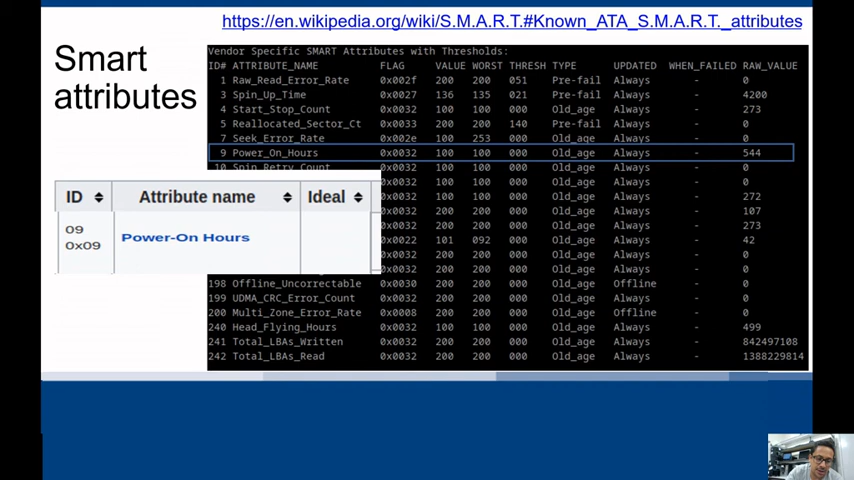 https://en.wikipedia.org/wiki/S.M.A.R.T.#Known_ATA_S.M.A.R.T._attributes
Smart
attributes
Vendor Specific SMART Attributes with Thresholds:
ID# ATTRIBUTE_NAME FLAG VALUE WORST THRESH TYPE UPDATED WHEN_FAILED RAW_VALUE
1 Raw_Read_Error_Rate 0x002f 200 200 051 Pre-fail Always - 0
3 Spin_Up_Time 0x0027 136 135 021 Pre-fail Always - 4200
4 Start_Stop_Count 0x0032 100 100 000 Old_age Always - 273
5 Reallocated_Sector_Ct 0x0033 200 200 140 Pre-fail Always - 0
7 Seek_Error_Rate 0x002e 100 253 000 Old_age Always - 0
9 Power_On_Hours 0x0032 100 100 000 Old_age Always - 544
10 Spin_Retry_Count 0x0032 100 100 000 Old_age Always - 0
100 100 000 Old_age Always - 0
100 100 000 Old_age Always - 272
200 200 000 Old_age Always - 107
200 200 000 Old_age Always - 273
0x0022 101 092 000 Old_age Always - 42
200 200 000 Old_age Always - 0
200 200 000 Old_age Always - 0
198 Offline_Uncorrectable 0x0030 200 200 000 Old_age Offline - 0
199 UDMA_CRC_Error_Count 0x0032 200 200 000 Old_age Always - 0
200 Multi_Zone_Error_Rate 0x0008 200 200 000 Old_age Offline - 0
240 Head_Flying_Hours 0x0032 100 100 000 Old_age Always - 499
241 Total_LBAs_Written 0x0032 200 200 000 Old_age Always - 842497108
242 Total_LBAs_Read 0x0032 200 200 000 Old_age Always - 1388229814
ID Attribute name Ideal
09
0x09
Power-On Hours